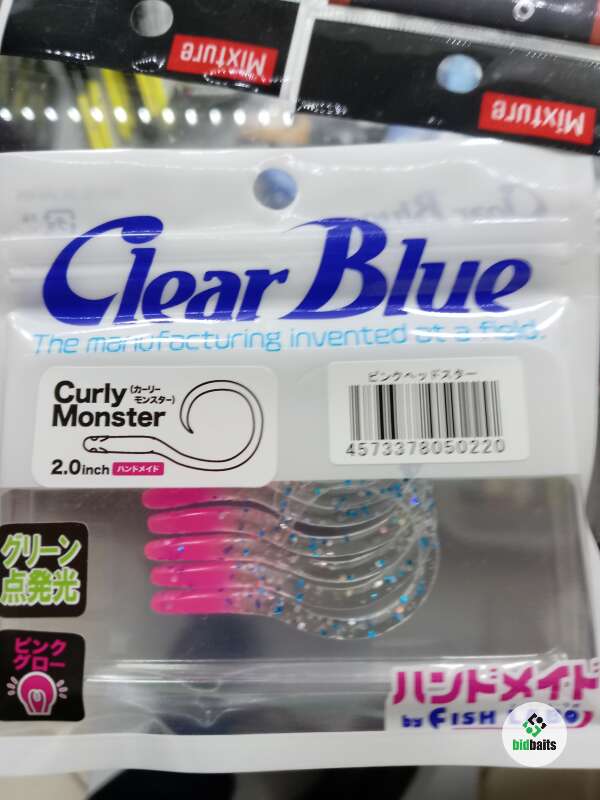 Mixture
Mixture
Clear Blue
The manufacturing invented at a field.
Curly (カーリー
Monster モンスター)
2.0inch ハンドメイド
ピンクヘッドスター
4573378050220
グリーン
点発光
ピンク
グロー
ハンドメイド
by FISH LABO
bidbaits